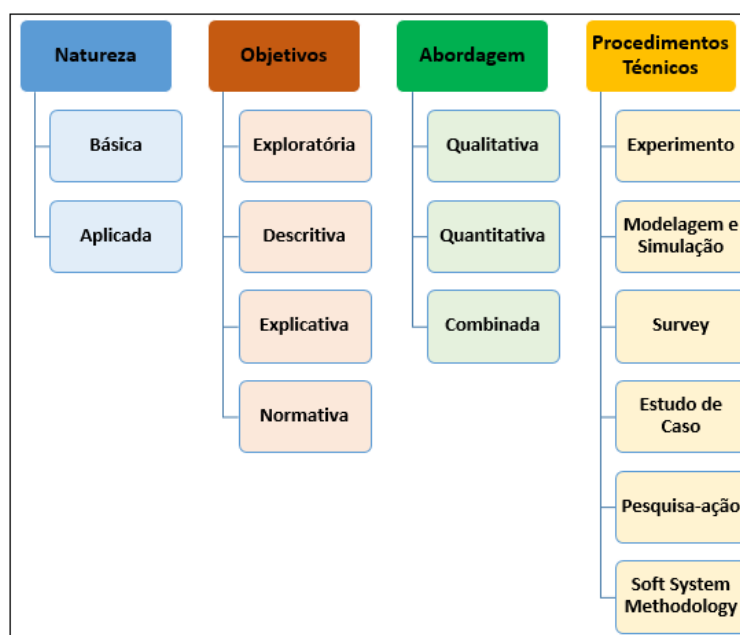 Natureza
Básica
Aplicada
Objetivos
Exploratória
Descritiva
Explicativa
Normativa
Abordagem
Qualitativa
Quantitativa
Combinada
Procedimentos
Técnicos
Experimento
Modelagem e
Simulação
Survey
Estudo de
Caso
Pesquisa-ação
Soft System
Methodology